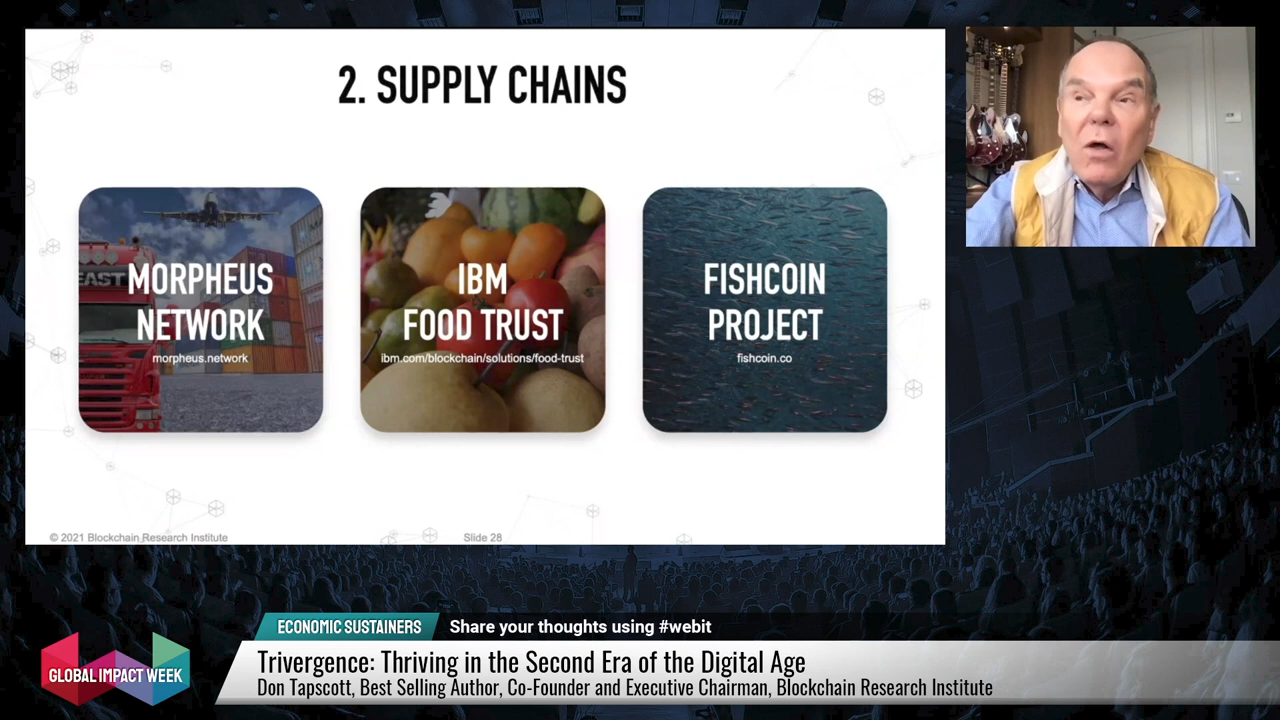 2. SUPPLY CHAINS
EAST
MORPHEUS
NETWORK
morpheus.network
IBM
FOOD TRUST
ibm.com/blockchain/solutions/food-trust
FISHCOIN
PROJECT
fishcoin.co
© 2021 Blockchain Research Institute
Slide 28
ECONOMIC SUSTAINERS
Share your thoughts using #webit
GLOBAL IMPACT WEEK
Trivergence: Thriving in the Second Era of the Digital Age
Don Tapscott, Best Selling Author, Co-Founder and Executive Chairman, Blockchain Research Institute